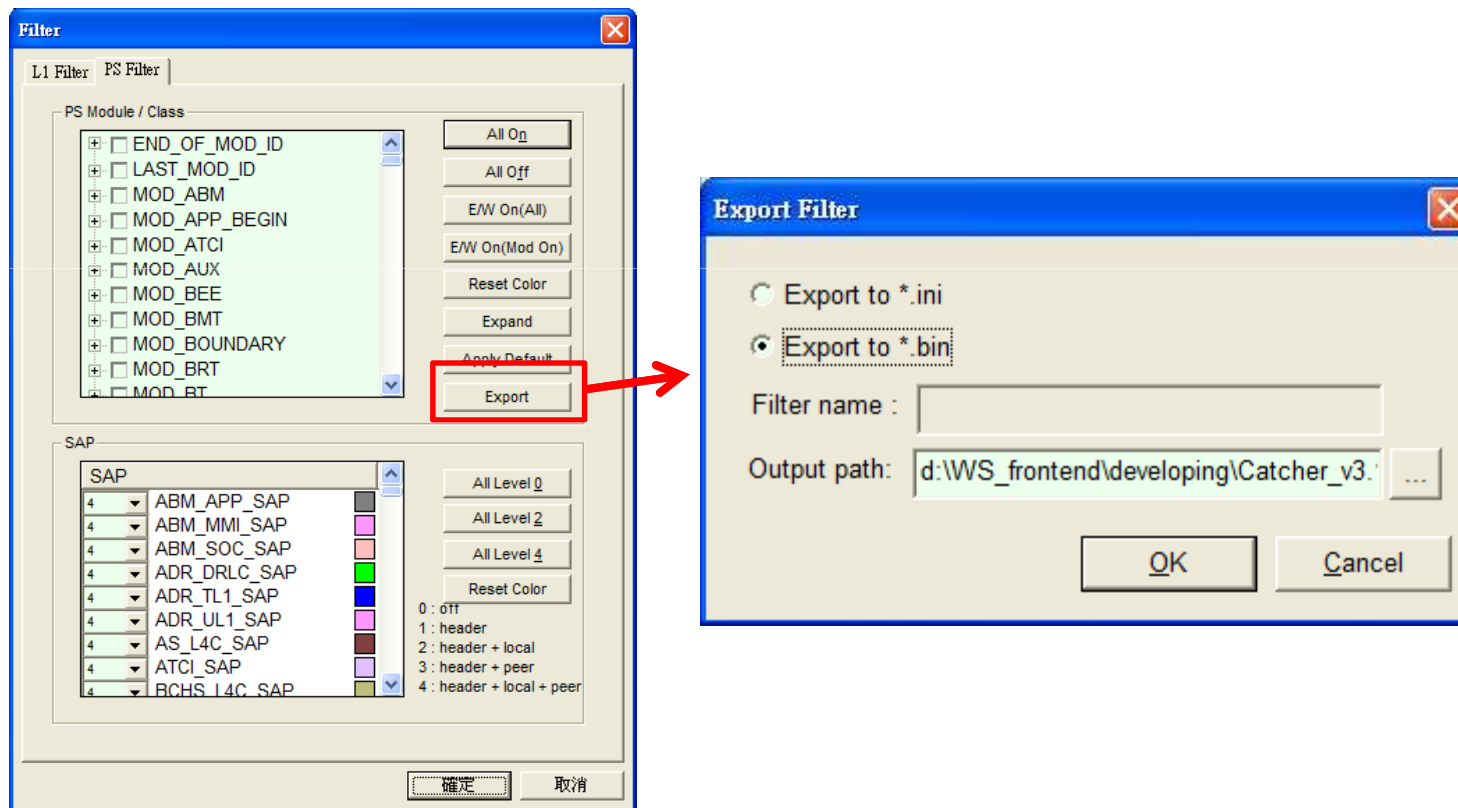 Filter
L1 Filter PS Filter
PS Module / Class
END_OF_MOD_ID
LAST_MOD_ID
MOD_ABM
MOD_APP_BEGIN
MOD_ATCI
MOD_AUX
MOD_BEE
MOD_BMT
MOD_BOUNDARY
MOD_BRT
MOD_BT
All On
All Off
E/W On(All)
E/W On(Mod On)
Reset Color
Expand
Apply Default
Export
SAP
SAP
4 ABM_APP_SAP
4 ABM_MMI_SAP
4 ABM_SOC_SAP
4 ADR_DRLC_SAP
4 ADR_TL1_SAP
4 ADR_UL1_SAP
4 AS_L4C_SAP
4 ATCI_SAP
4 BCHS_L4C_SAP
All Level 0
All Level 2
All Level 4
Reset Color
0 : off
1 : header
2 : header + local
3 : header + peer
4 : header + local + peer
確定 取消
Export Filter
Export to *.ini
Export to *.bin
Filter name :
Output path: d:\WS_frontend\developing\Catcher_v3. ...
OK Cancel